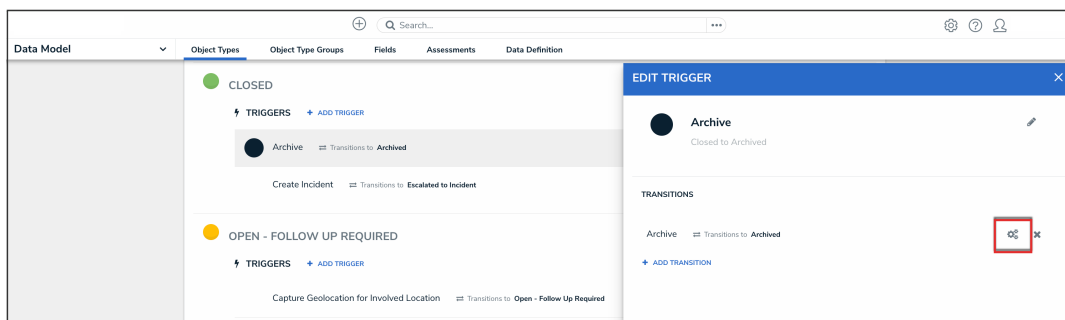 Search...
Data Model
Object Types Object Type Groups Fields Assessments Data Definition
CLOSED
TRIGGERS + ADD TRIGGER
Archive Transitions to Archived
Create Incident Transitions to Escalated to Incident
OPEN - FOLLOW UP REQUIRED
TRIGGERS + ADD TRIGGER
Capture Geolocation for Involved Location Transitions to Open - Follow Up Required
EDIT TRIGGER
Archive
Closed to Archived
TRANSITIONS
Archive Transitions to Archived
+ ADD TRANSITION